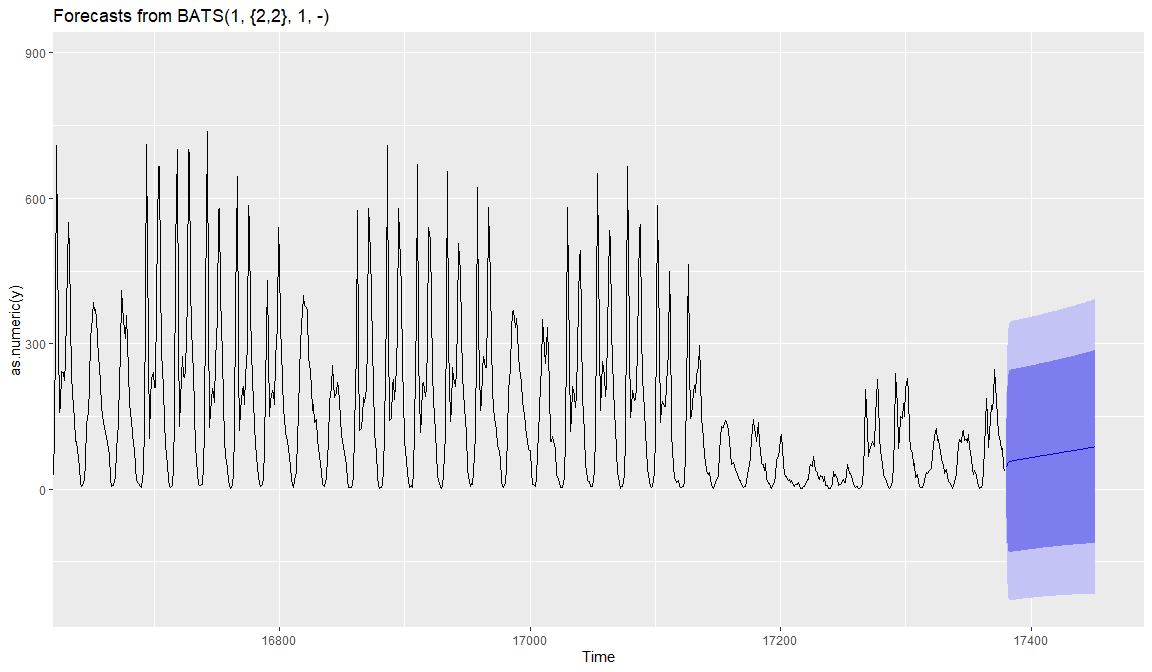 Forecasts from BATS(1, {2,2}, 1, -)
900
600
300
0
as.numeric(y)
16800
17000
17200
17400
Time